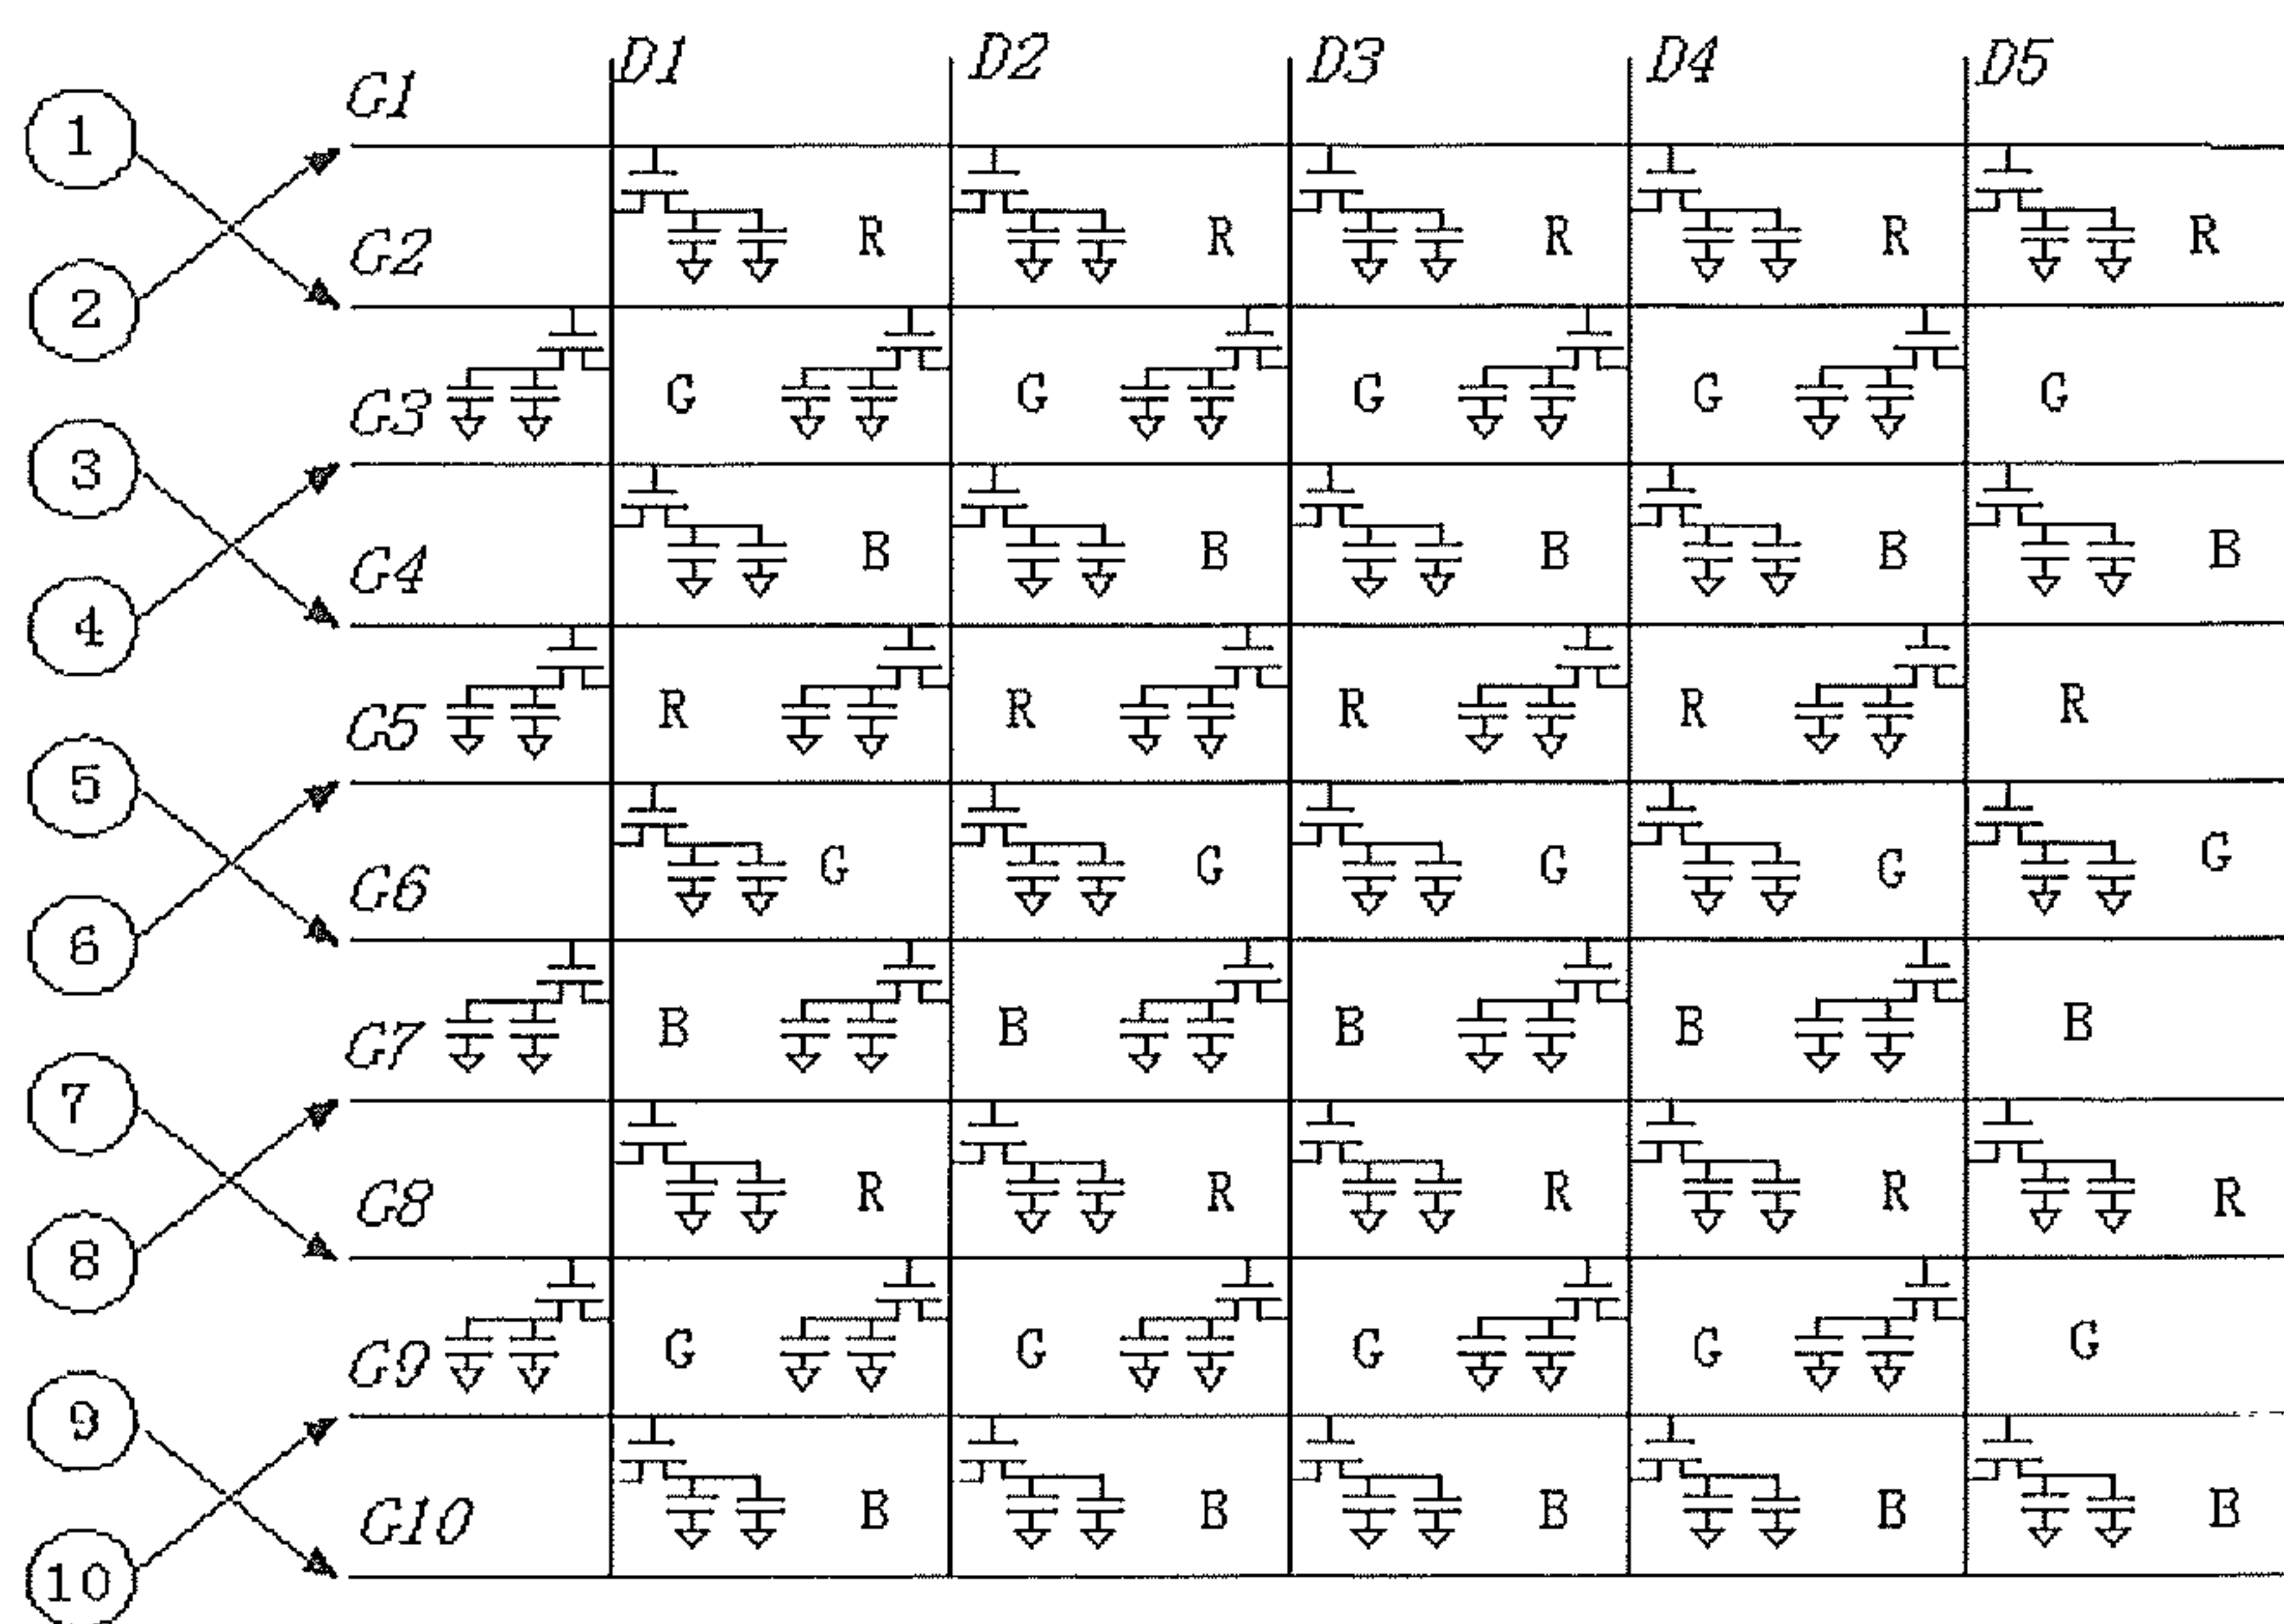 D1 D2 D3 D4 D5
1 G1
R R R R R
2 G2
G G G G G
3 G3
B B B B B
4 G4
R R R R R
5 G5
G G G G G
6 G6
B B B B B
7 G7
R R R R R
8 G8
G G G G G
9 G9
B B B B B
10 G10